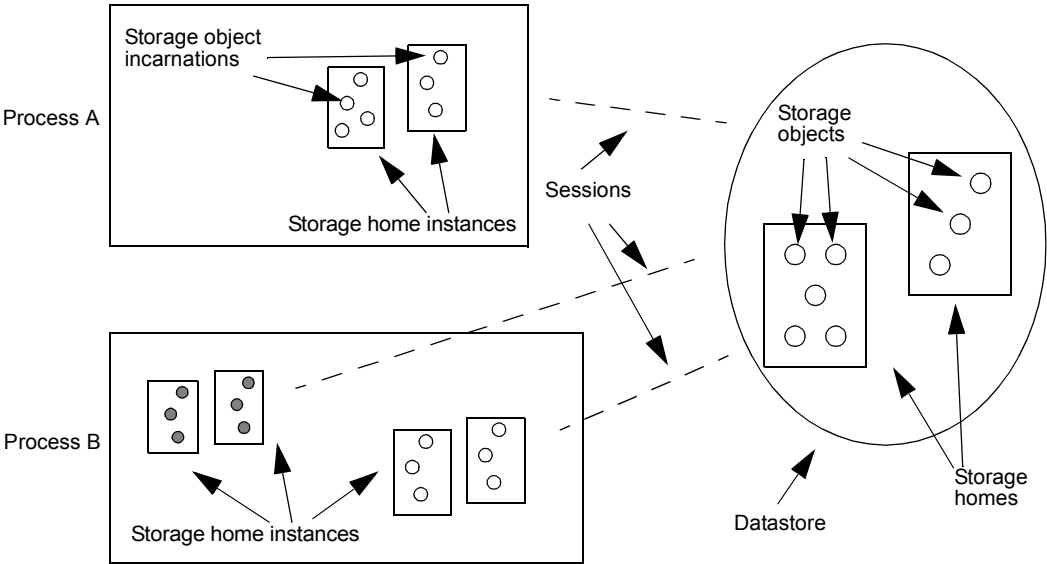 Storage object
incarnations
Process A
Storage home instances
Sessions
Storage
objects
Process B
Storage home instances
Datastore
Storage
homes